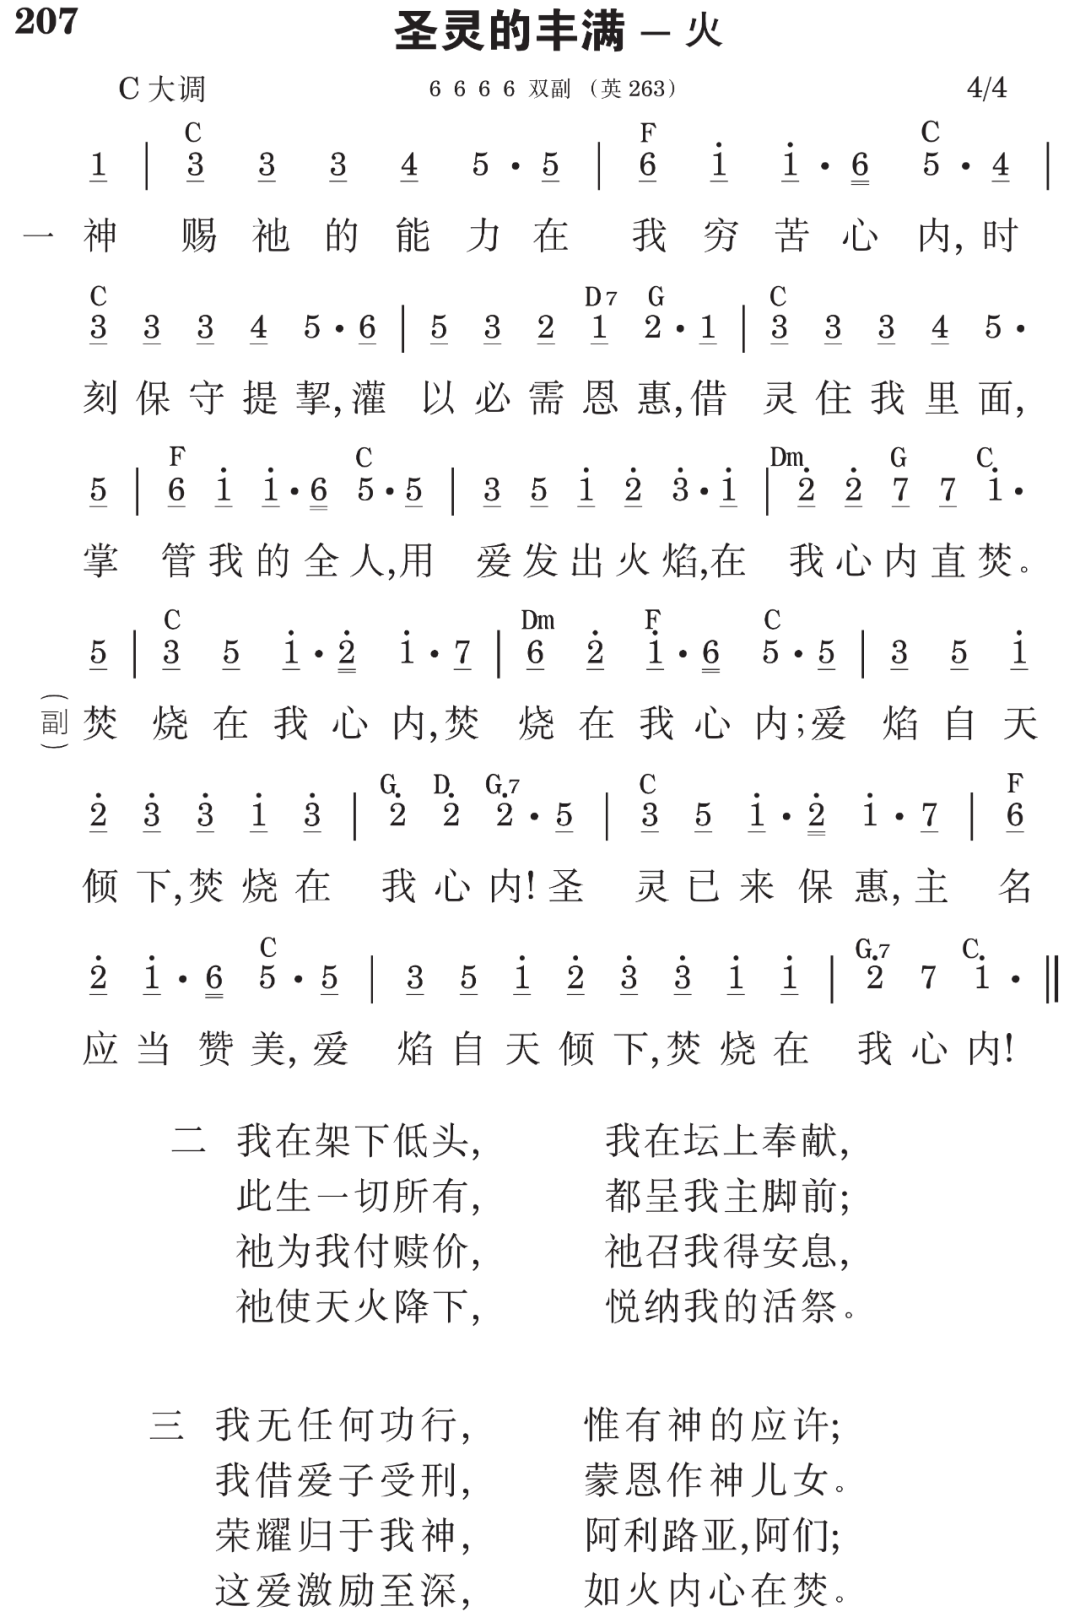 207
圣灵的丰满 — 火
C 大调 6 6 6 6 双副 (英 263) 4/4
C F C
1 | 3 3 3 4 5 · 5 | 6 i i · 6 5 · 4 |
一 神 赐 祂 的 能 力 在 我 穷 苦 心 内, 时
C D7 G C
3 3 3 4 5 · 6 | 5 3 2 1 2 · 1 | 3 3 3 4 5 ·
刻 保 守 提 挈, 灌 以 必 需 恩 惠, 借 灵 住 我 里 面,
F C Dm G C
5 | 6 i i · 6 5 · 5 | 3 5 i 2̇ 3̇ · i | 2̇ 2̇ 7 7 i ·
掌 管 我 的 全 人, 用 爱 发 出 火 焰, 在 我 心 内 直 焚。
C Dm F C
5 | 3 5 i · 2̇ i · 7 | 6 2̇ i · 6 5 · 5 | 3 5 i
(副) 焚 烧 在 我 心 内, 焚 烧 在 我 心 内; 爱 焰 自 天
G D G7 C F
2̇ 3̇ 3̇ i 3̇ | 2̇ 2̇ 2̇ · 5 | 3 5 i · 2̇ i · 7 | 6
倾 下, 焚 烧 在 我 心 内! 圣 灵 已 来 保 惠, 主 名
C G7 C
2̇ i · 6 5 · 5 | 3 5 i 2̇ 3̇ 3̇ i i | 2̇ 7 i · ‖
应 当 赞 美, 爱 焰 自 天 倾 下, 焚 烧 在 我 心 内!
二 我在架下低头, 我在坛上奉献,
此生一切所有, 都呈我主脚前;
祂为我付赎价, 祂召我得安息,
祂使天火降下, 悦纳我的活祭。
三 我无任何功行, 惟有神的应许;
我借爱子受刑, 蒙恩作神儿女。
荣耀归于我神, 阿利路亚,阿们;
这爱激励至深, 如火内心在焚。